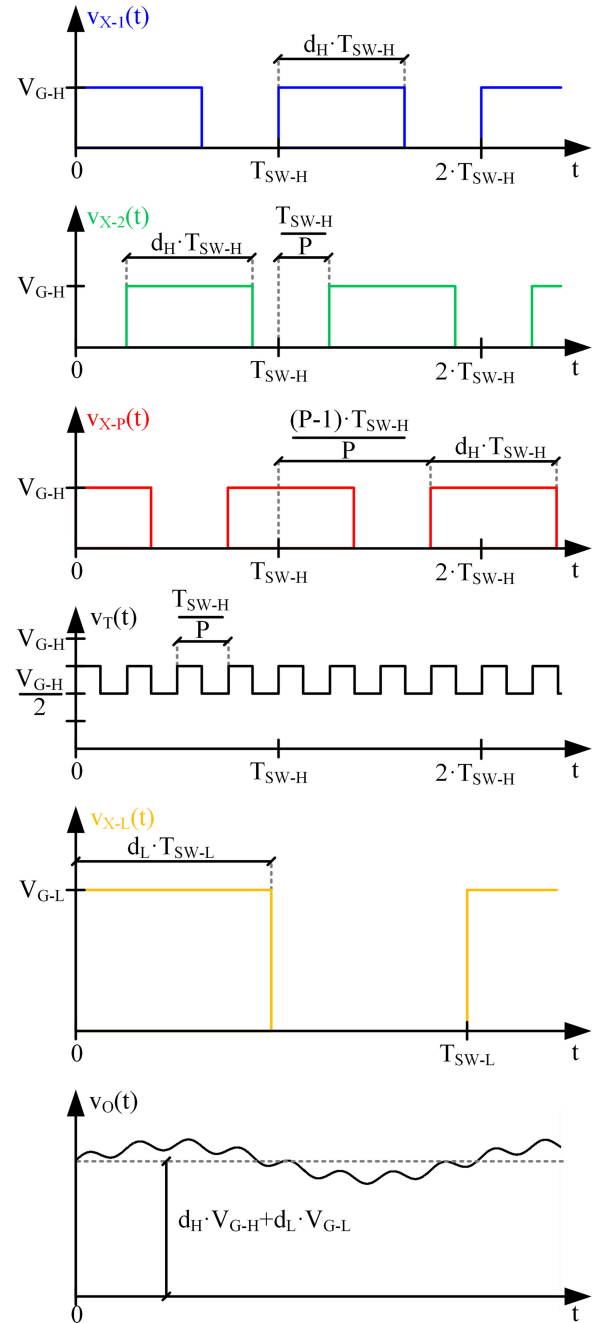 vX-1(t)
dH·TSW-H
VG-H
0
TSW-H
2·TSW-H
t
vX-2(t)
dH·TSW-H
TSW-H
P
VG-H
0
TSW-H
2·TSW-H
t
vX-P(t)
(P-1)·TSW-H
P
dH·TSW-H
VG-H
0
TSW-H
2·TSW-H
t
vT(t)
TSW-H
P
VG-H
VG-H
2
0
TSW-H
2·TSW-H
t
vX-L(t)
dL·TSW-L
VG-L
0
TSW-L
t
vO(t)
dH·VG-H+dL·VG-L
0
t